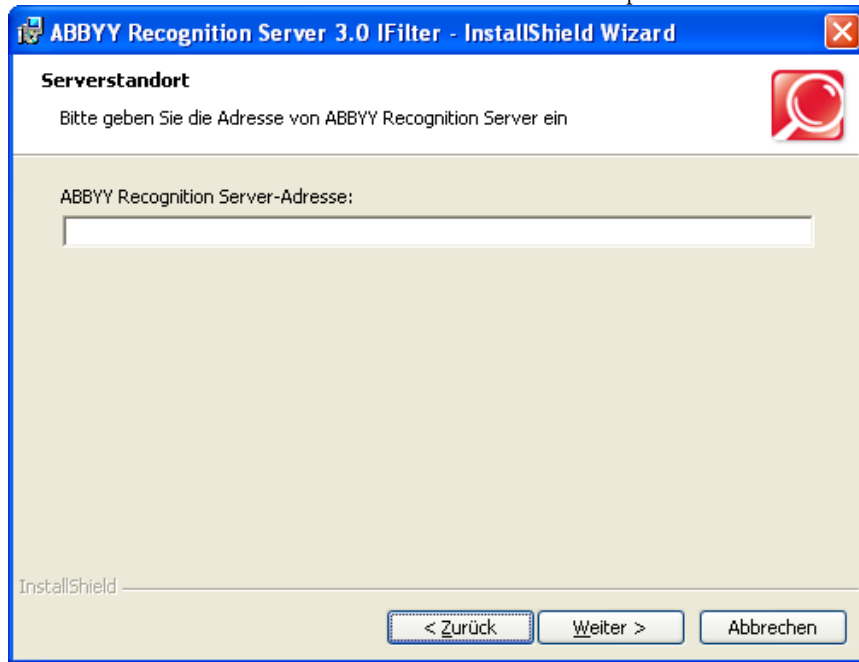 ABBYY Recognition Server 3.0 IFilter - InstallShield Wizard
Serverstandort
Bitte geben Sie die Adresse von ABBYY Recognition Server ein
ABBYY Recognition Server-Adresse:
InstallShield
< Zurück Weiter > Abbrechen